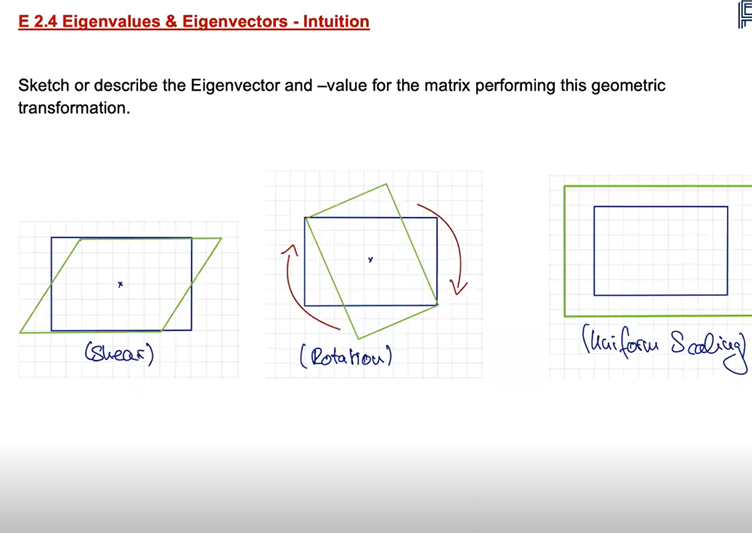 E 2.4 Eigenvalues & Eigenvectors - Intuition
Sketch or describe the Eigenvector and –value for the matrix performing this geometric
transformation.
(Shear)
(Rotation)
(Uniform Scaling)